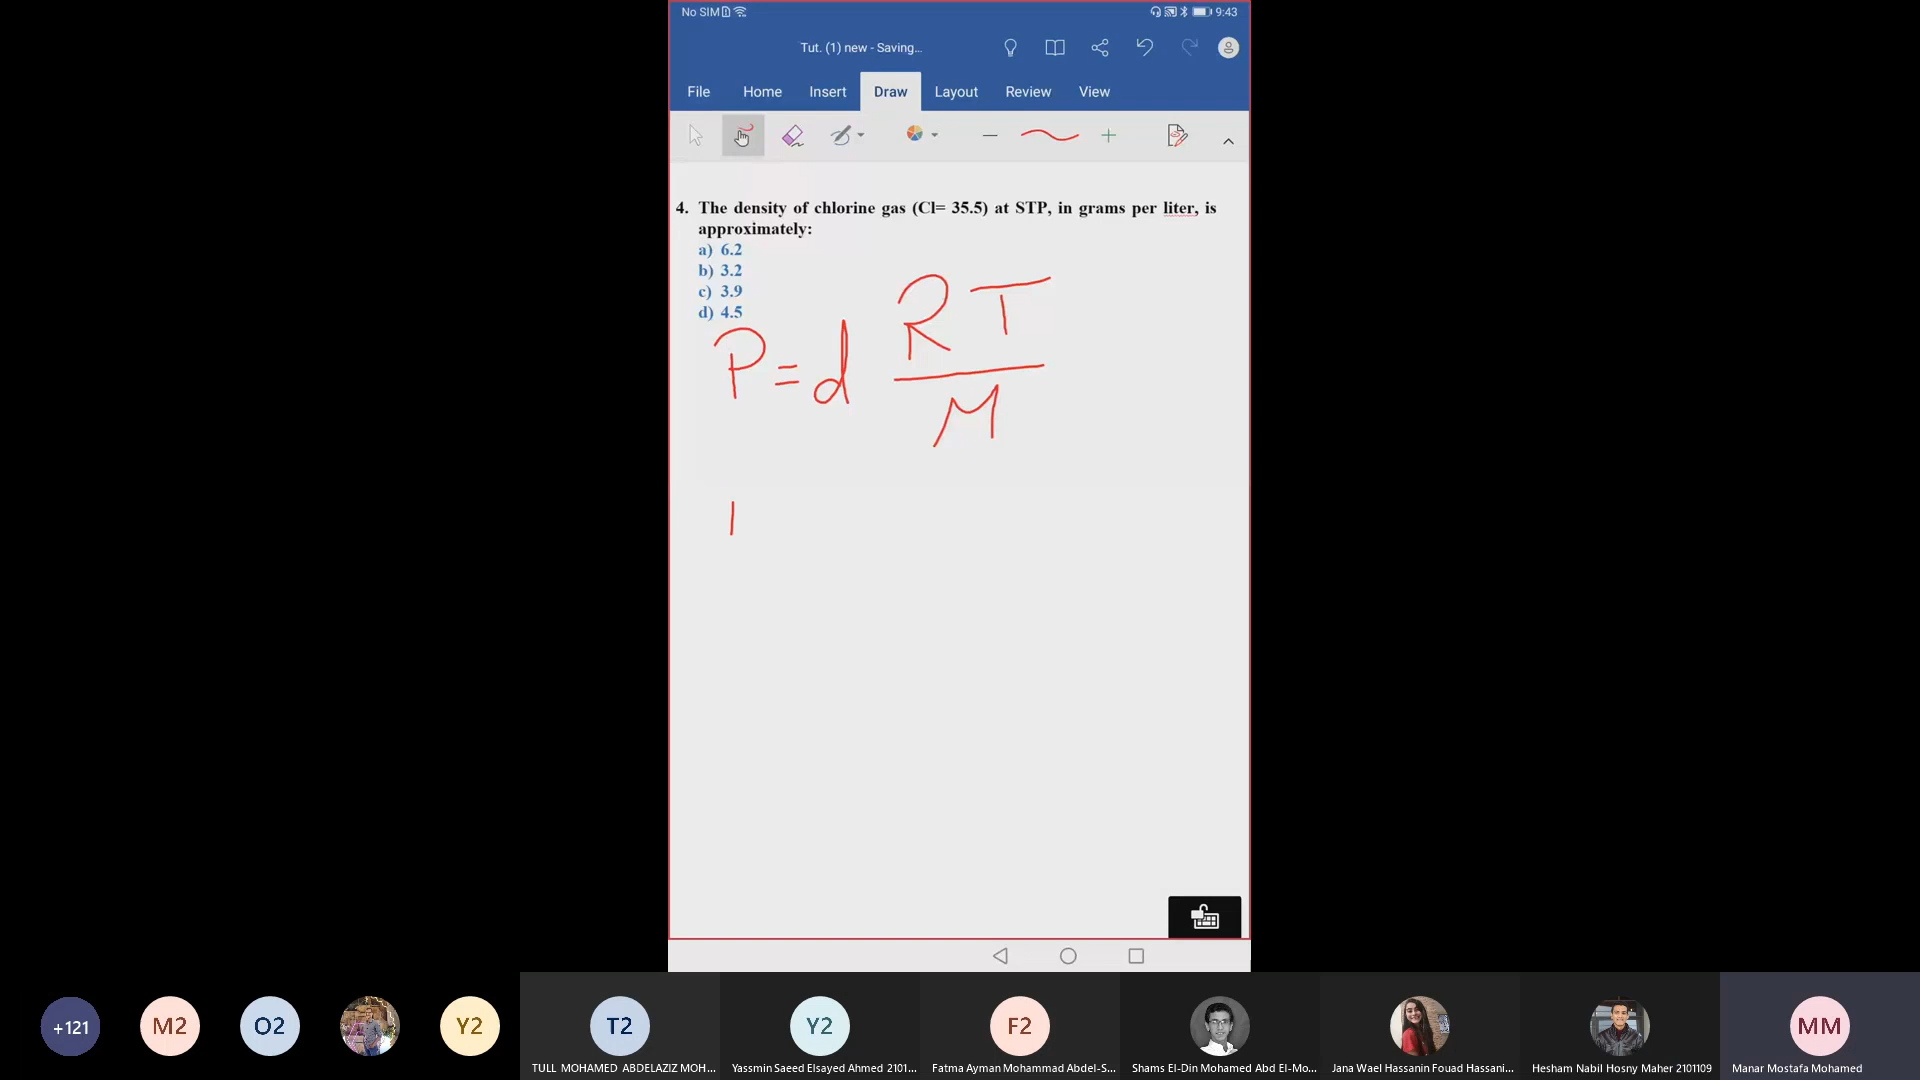 No SIM 9:43
Tut. (1) new - Saving...
File Home Insert Draw Layout Review View
4. The density of chlorine gas (Cl= 35.5) at STP, in grams per liter, is
approximately:
a) 6.2
b) 3.2
c) 3.9
d) 4.5
P = d RT / M
1
+121 M2 O2 Y2 T2 Y2 F2 MM
TULL MOHAMED ABDELAZIZ MOH... Yassmin Saeed Elsayed Ahmed 2101... Fatma Ayman Mohammad Abdel-S... Shams El-Din Mohamed Abd El-Mo... Jana Wael Hassanin Fouad Hassani... Hesham Nabil Hosny Maher 2101109 Manar Mostafa Mohamed